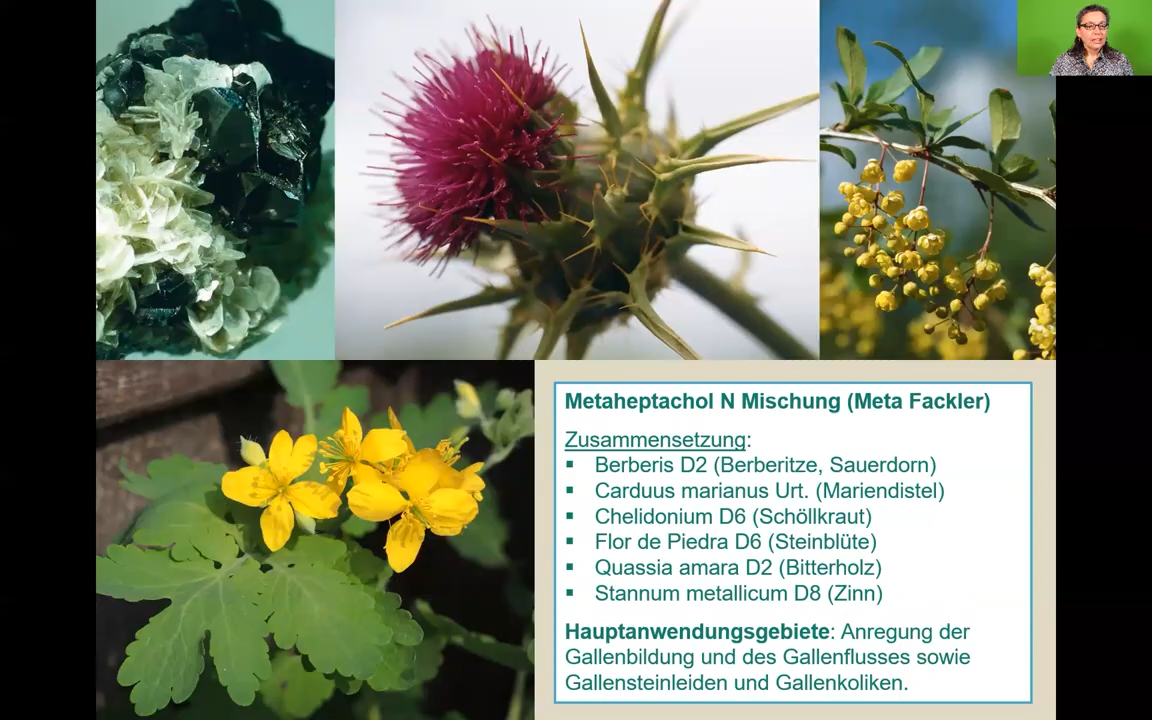 Metaheptachol N Mischung (Meta Fackler)
Zusammensetzung:
▪ Berberis D2 (Berberitze, Sauerdorn)
▪ Carduus marianus Urt. (Mariendistel)
▪ Chelidonium D6 (Schöllkraut)
▪ Flor de Piedra D6 (Steinblüte)
▪ Quassia amara D2 (Bitterholz)
▪ Stannum metallicum D8 (Zinn)
Hauptanwendungsgebiete: Anregung der
Gallenbildung und des Gallenflusses sowie
Gallensteinleiden und Gallenkoliken.